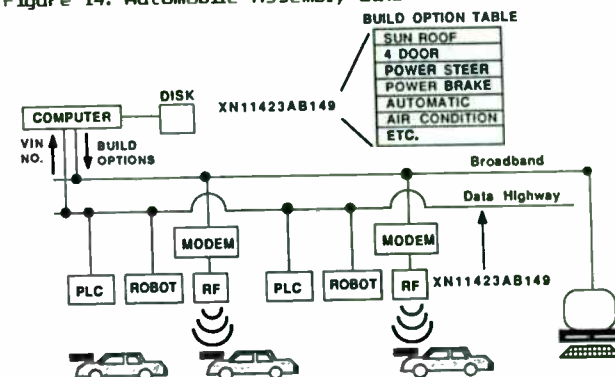 Figure 14. Automobile Assembly Line
BUILD OPTION TABLE
SUN ROOF
4 DOOR
POWER STEER
POWER BRAKE
AUTOMATIC
AIR CONDITION
ETC.
XN11423AB149
DISK
COMPUTER
VIN NO.
BUILD OPTIONS
Broadband
Data Highway
MODEM
MODEM
PLC
ROBOT
RF
PLC
ROBOT
RF
XN11423AB149